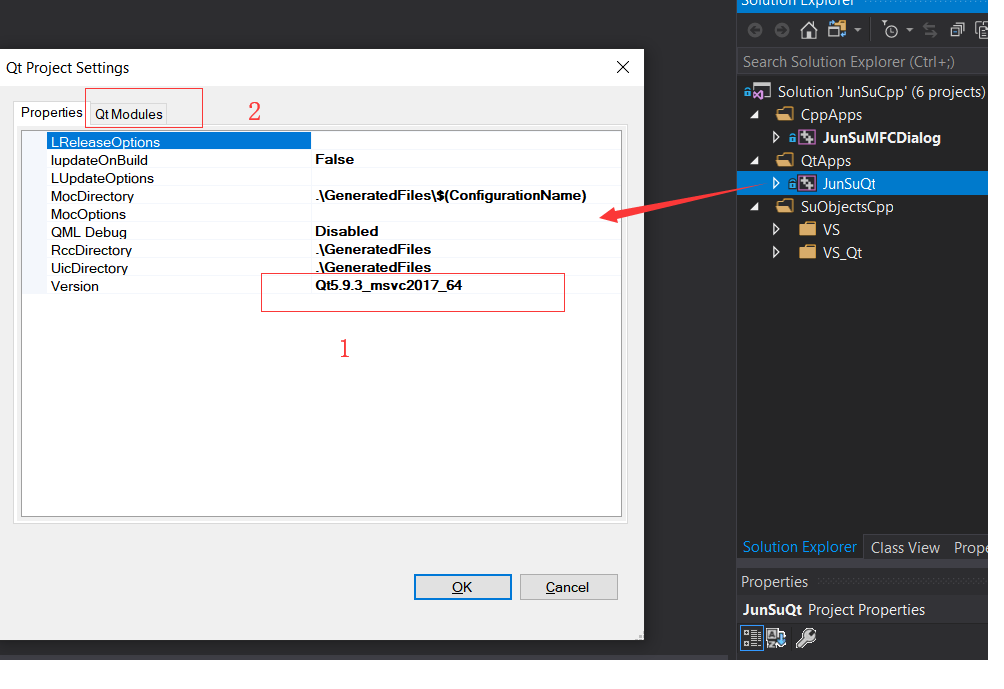 Solution Explorer
Search Solution Explorer (Ctrl+;)
Solution 'JunSuCpp' (6 projects)
CppApps
JunSuMFCDialog
QtApps
JunSuQt
SuObjectsCpp
VS
VS_Qt
Solution Explorer Class View Prope
Properties
JunSuQt Project Properties
Qt Project Settings
Properties Qt Modules
2
LReleaseOptions
lupdateOnBuild False
LUpdateOptions
MocDirectory .\GeneratedFiles\$(ConfigurationName)
MocOptions
QML Debug Disabled
RccDirectory .\GeneratedFiles
UicDirectory .\GeneratedFiles
Version Qt5.9.3_msvc2017_64
1
OK Cancel